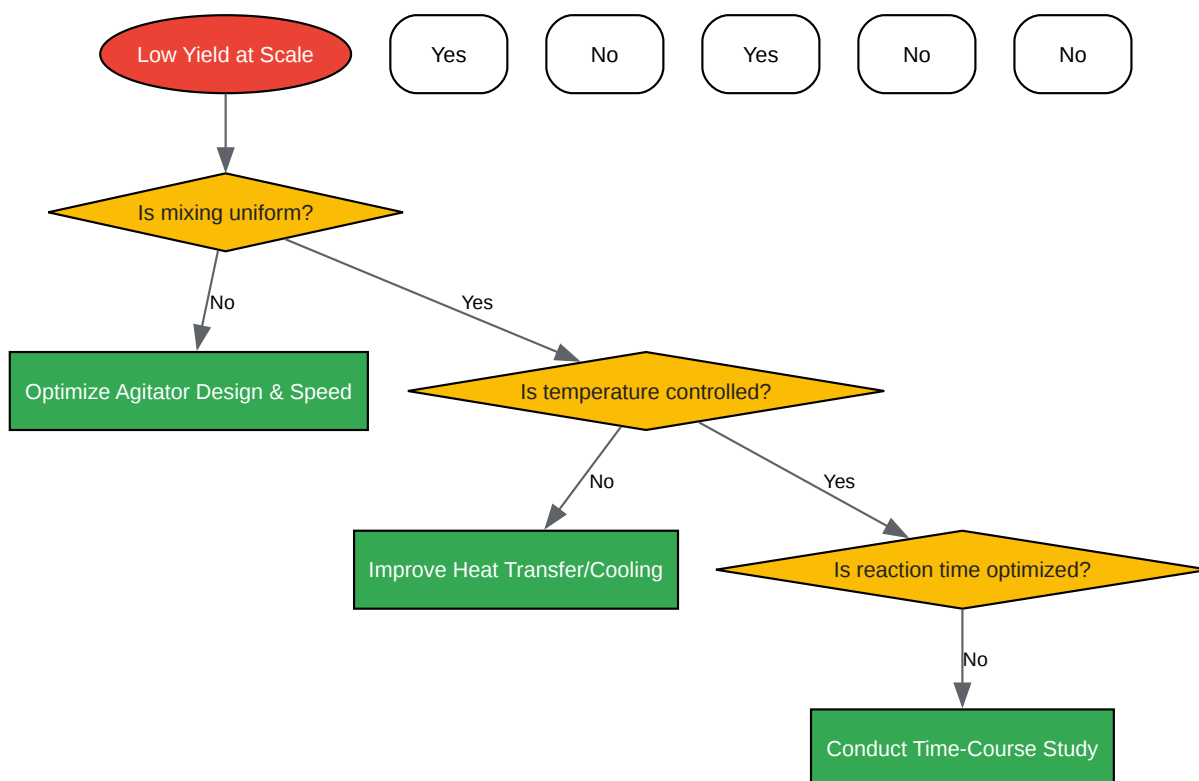 Low Yield at Scale
Yes
No
Yes
No
No
Is mixing uniform?
No
Yes
Optimize Agitator Design & Speed
Is temperature controlled?
No
Yes
Improve Heat Transfer/Cooling
Is reaction time optimized?
No
Conduct Time-Course Study